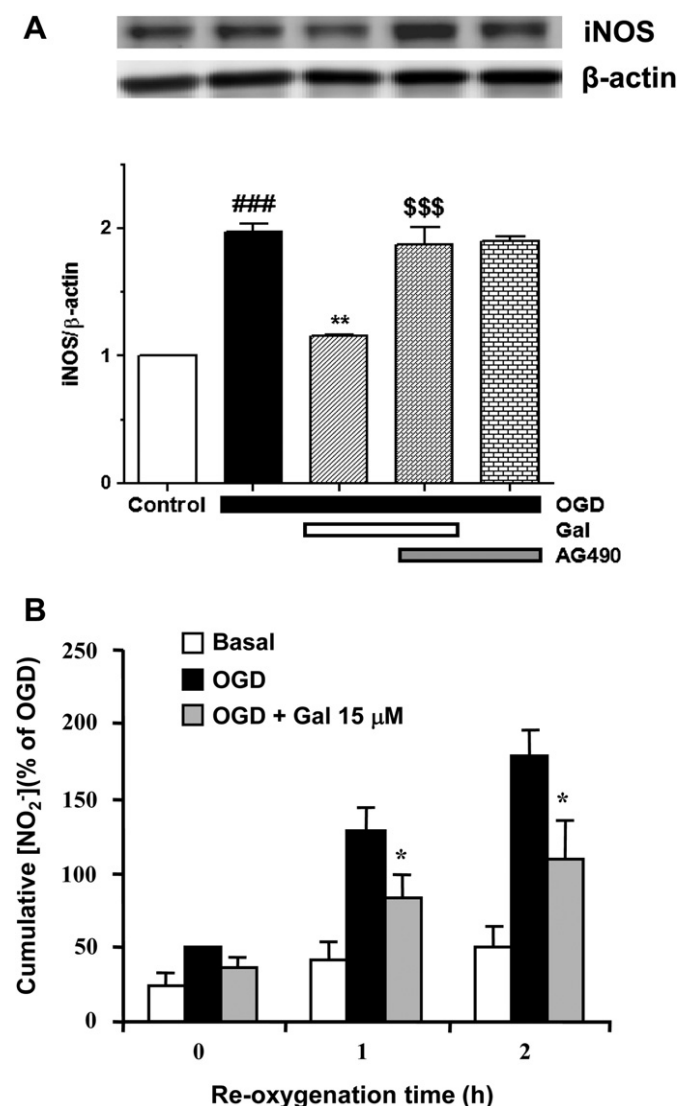 A
iNOS
β-actin
iNOS/β-actin
2
1
0
###
**
$$$
Control
OGD
Gal
AG490
B
Basal
OGD
OGD + Gal 15 μM
Cumulative [NO₂⁻](% of OGD)
250
200
150
100
50
0
*
*
0 1 2
Re-oxygenation time (h)